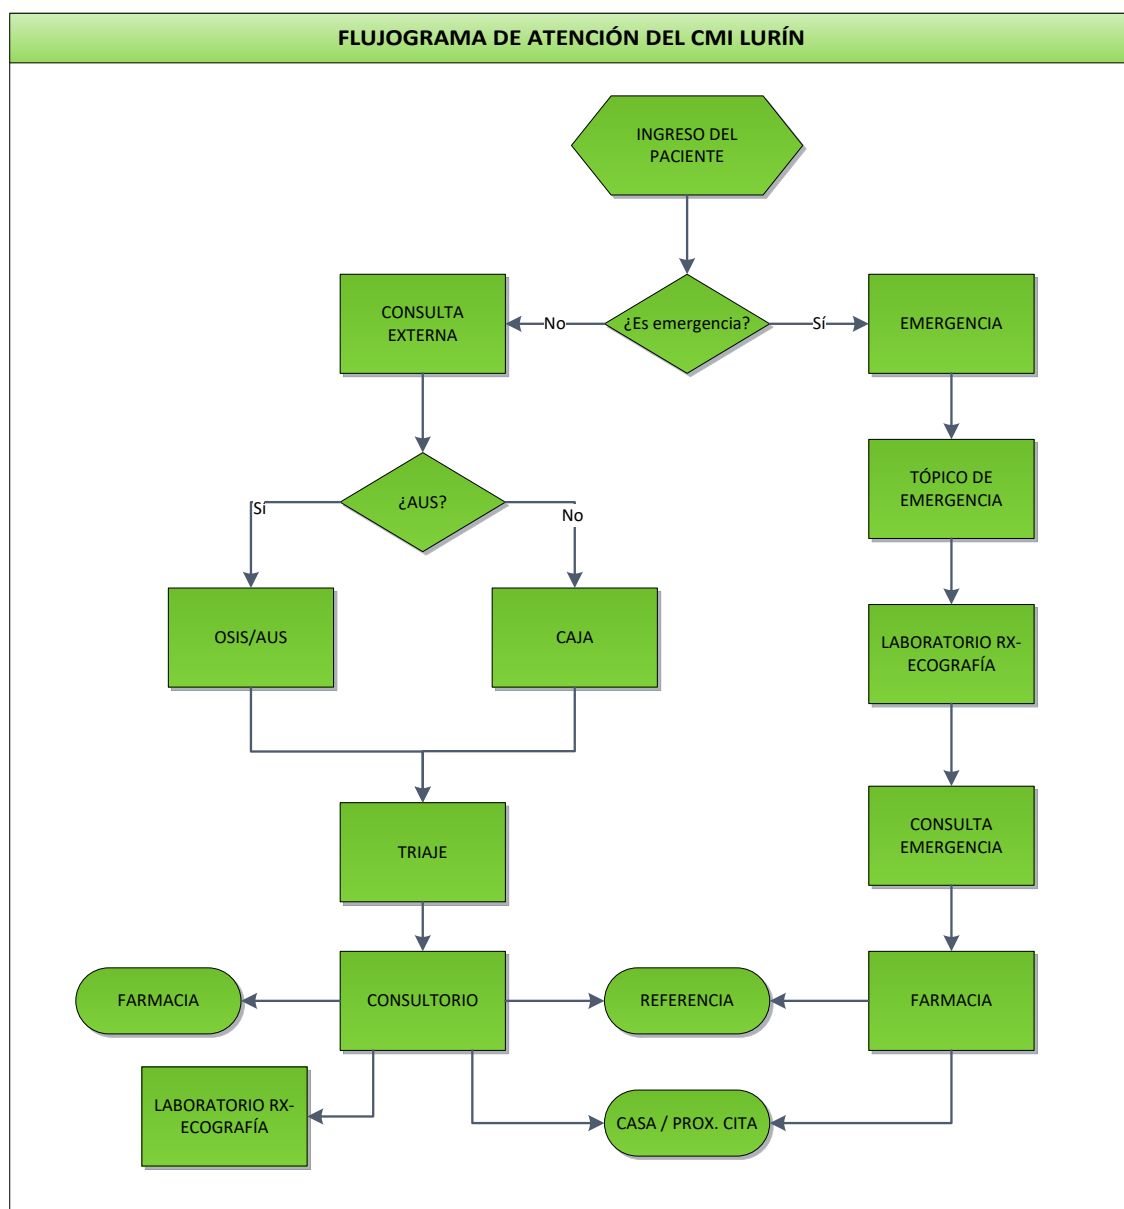 FLUJOGRAMA DE ATENCIÓN DEL CMI LURÍN
INGRESO DEL
PACIENTE
CONSULTA
EXTERNA
No
¿Es emergencia?
Sí
EMERGENCIA
¿AUS?
Sí
No
TÓPICO DE
EMERGENCIA
OSIS/AUS
CAJA
LABORATORIO RX-
ECOGRAFÍA
TRIAJE
CONSULTA
EMERGENCIA
FARMACIA
CONSULTORIO
REFERENCIA
FARMACIA
LABORATORIO RX-
ECOGRAFÍA
CASA / PROX. CITA